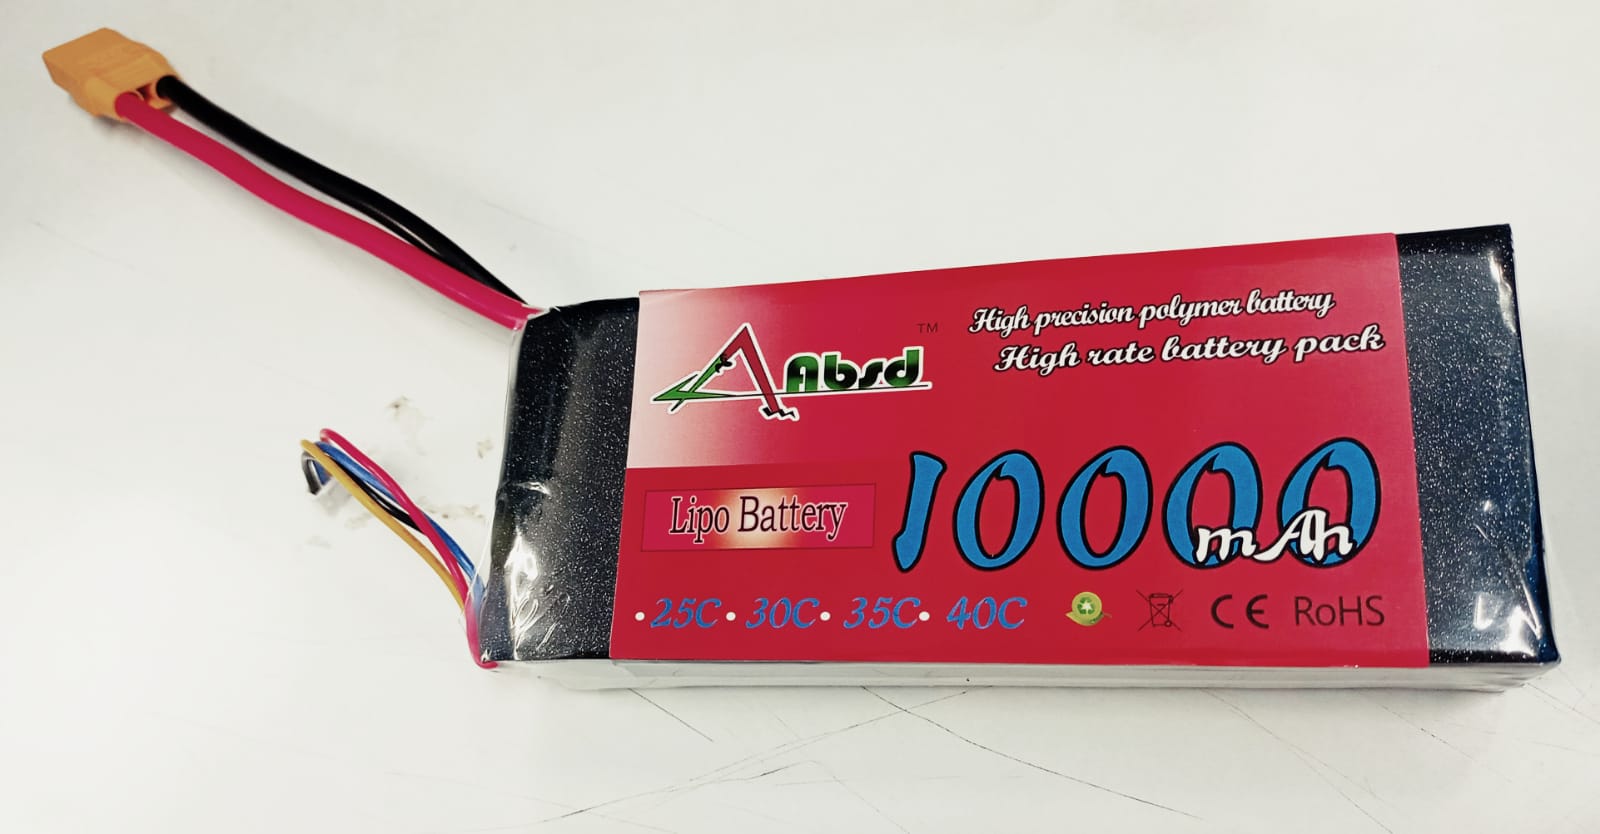 Absd TM
High precision polymer battery
High rate battery pack
Lipo Battery
10000
mAh
•25C•30C•35C•40C
CE RoHS